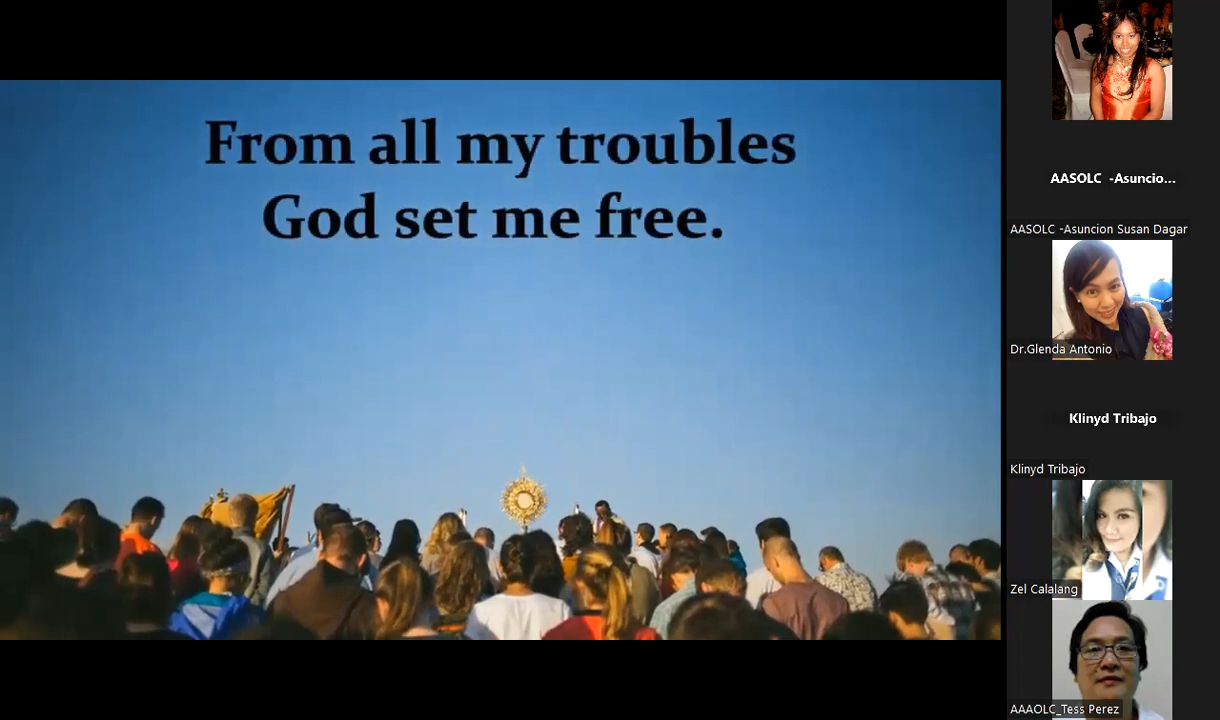 From all my troubles
God set me free.
AASOLC -Asuncio...
AASOLC -Asuncion Susan Dagar
Dr.Glenda Antonio
Klinyd Tribajo
Klinyd Tribajo
Zel Calalang
AAAOLC_Tess Perez